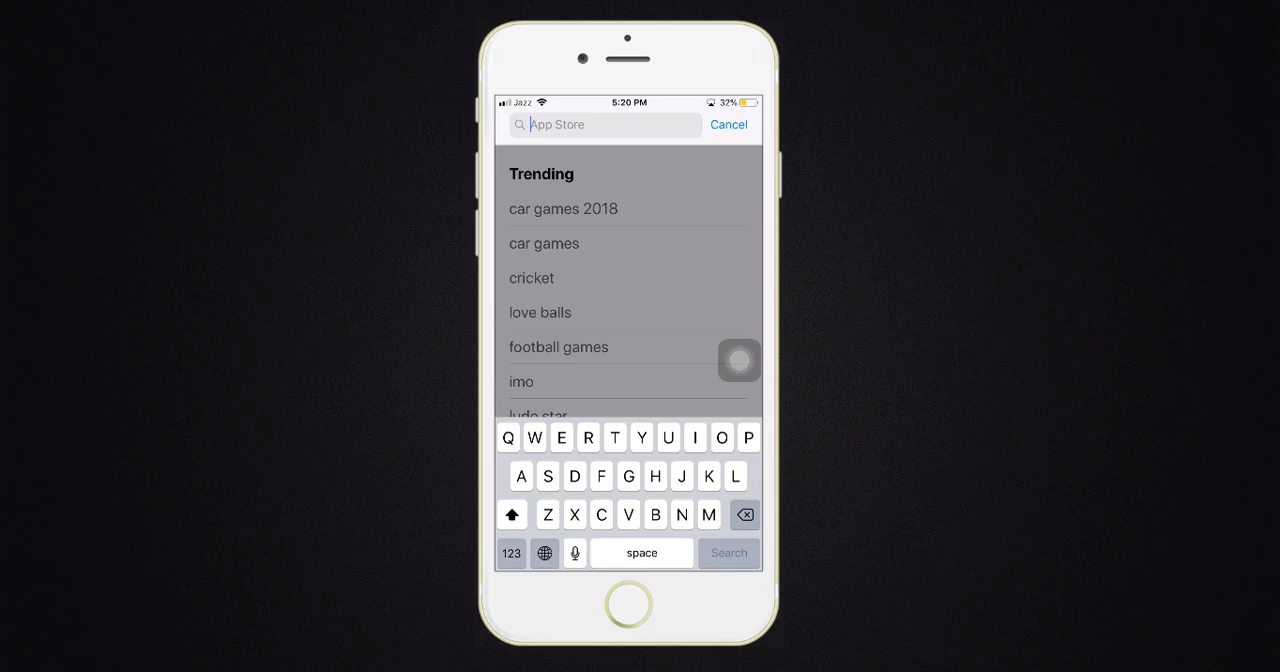 Jazz 5:20 PM 32%
App Store Cancel
Trending
car games 2018
car games
cricket
love balls
football games
imo
ludo star
Q W E R T Y U I O P
A S D F G H J K L
Z X C V B N M
123 space Search